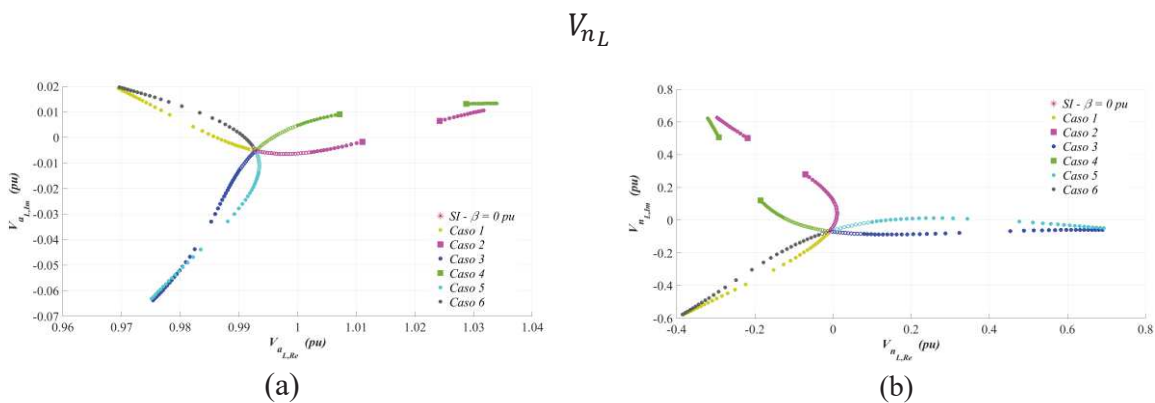 V_{n_L}
0.02
0.01
0
-0.01
-0.02
-0.03
-0.04
-0.05
-0.06
-0.07
V_{a_{L,Im}} (pu)
0.96 0.97 0.98 0.99 1 1.01 1.02 1.03 1.04
V_{a_{L,Re}} (pu)
SI - β = 0 pu
Caso 1
Caso 2
Caso 3
Caso 4
Caso 5
Caso 6
(a)
0.8
0.6
0.4
0.2
0
-0.2
-0.4
-0.6
V_{n_{L,Im}} (pu)
-0.4 -0.2 0 0.2 0.4 0.6 0.8
V_{n_{L,Re}} (pu)
SI - β = 0 pu
Caso 1
Caso 2
Caso 3
Caso 4
Caso 5
Caso 6
(b)